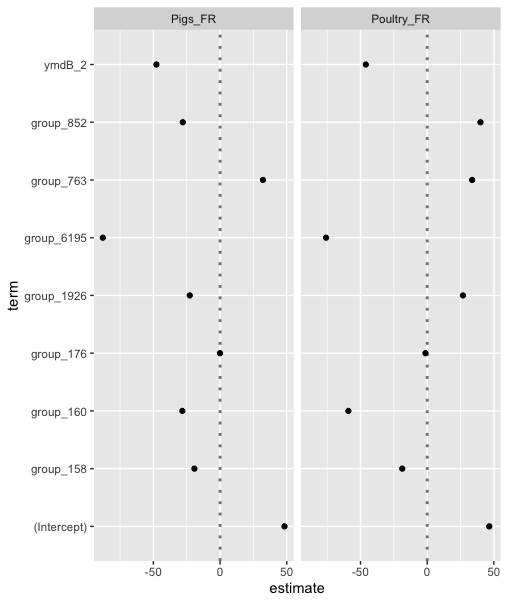 Pigs_FR
Poultry_FR
ymdB_2
group_852
group_763
group_6195
group_1926
group_176
group_160
group_158
(Intercept)
term
-50 0 50
-50 0 50
estimate